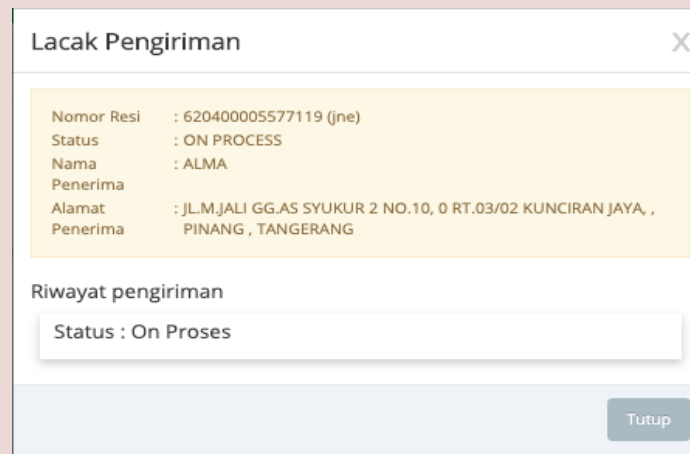 Lacak Pengiriman
X
Nomor Resi : 620400005577119 (jne)
Status : ON PROCESS
Nama Penerima : ALMA
Alamat Penerima : JL.M.JALI GG.AS SYUKUR 2 NO.10, 0 RT.03/02 KUNCIRAN JAYA, ,
PINANG , TANGERANG
Riwayat pengiriman
Status : On Proses
Tutup